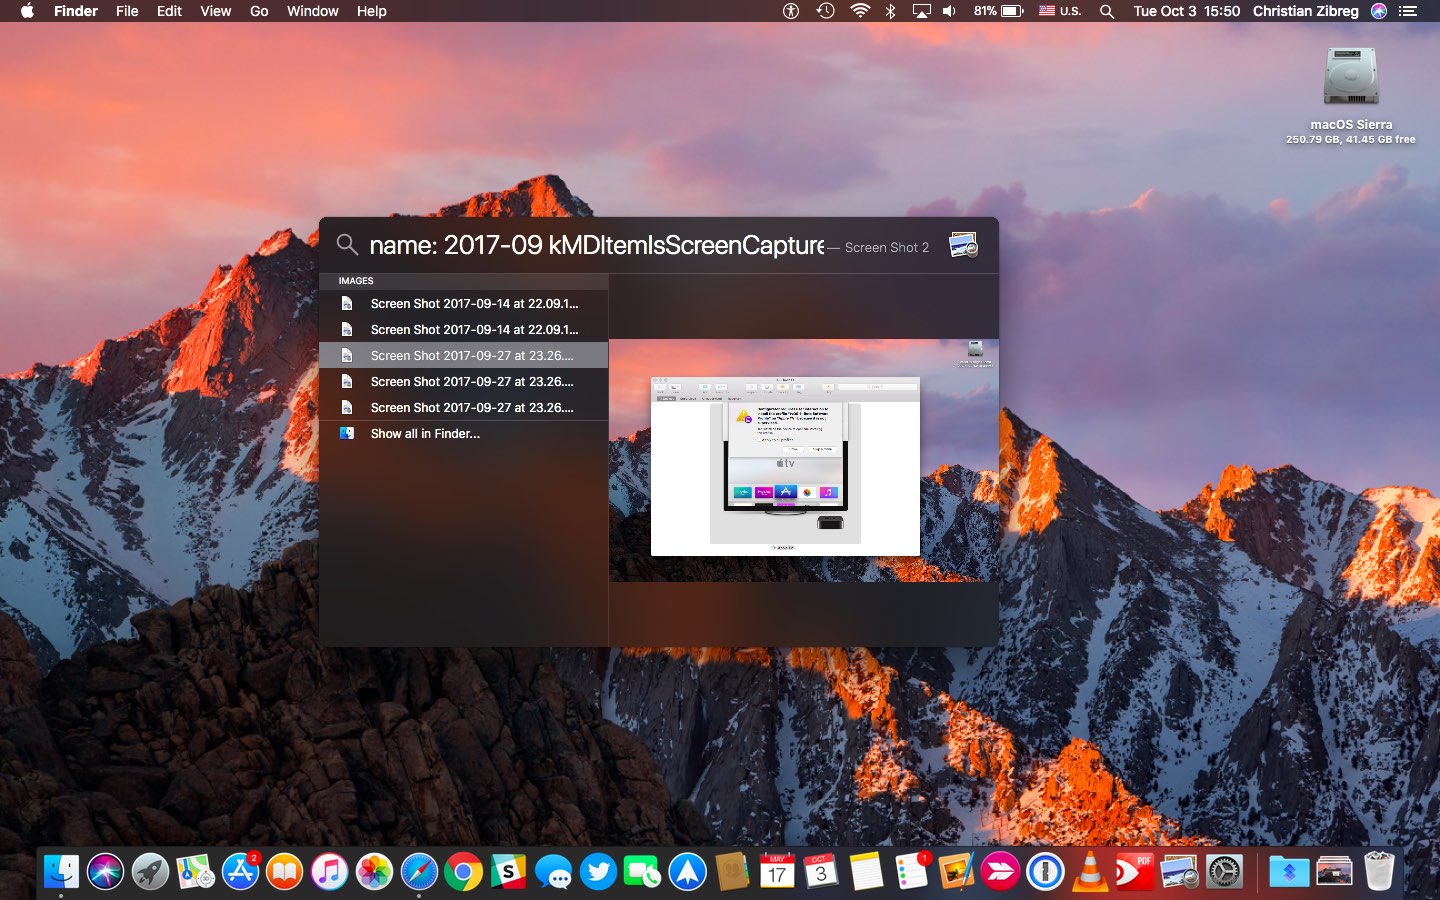 Finder File Edit View Go Window Help 81% U.S. Tue Oct 3 15:50 Christian Zibreg
macOS Sierra
250.79 GB, 41.45 GB free
name: 2017-09 kMDItemIsScreenCapture — Screen Shot 2
IMAGES
Screen Shot 2017-09-14 at 22.09.1...
Screen Shot 2017-09-14 at 22.09.1...
Screen Shot 2017-09-27 at 23.26....
Screen Shot 2017-09-27 at 23.26....
Screen Shot 2017-09-27 at 23.26....
Show all in Finder...
tv
2
MAY
17
OCT
3
1
PDF